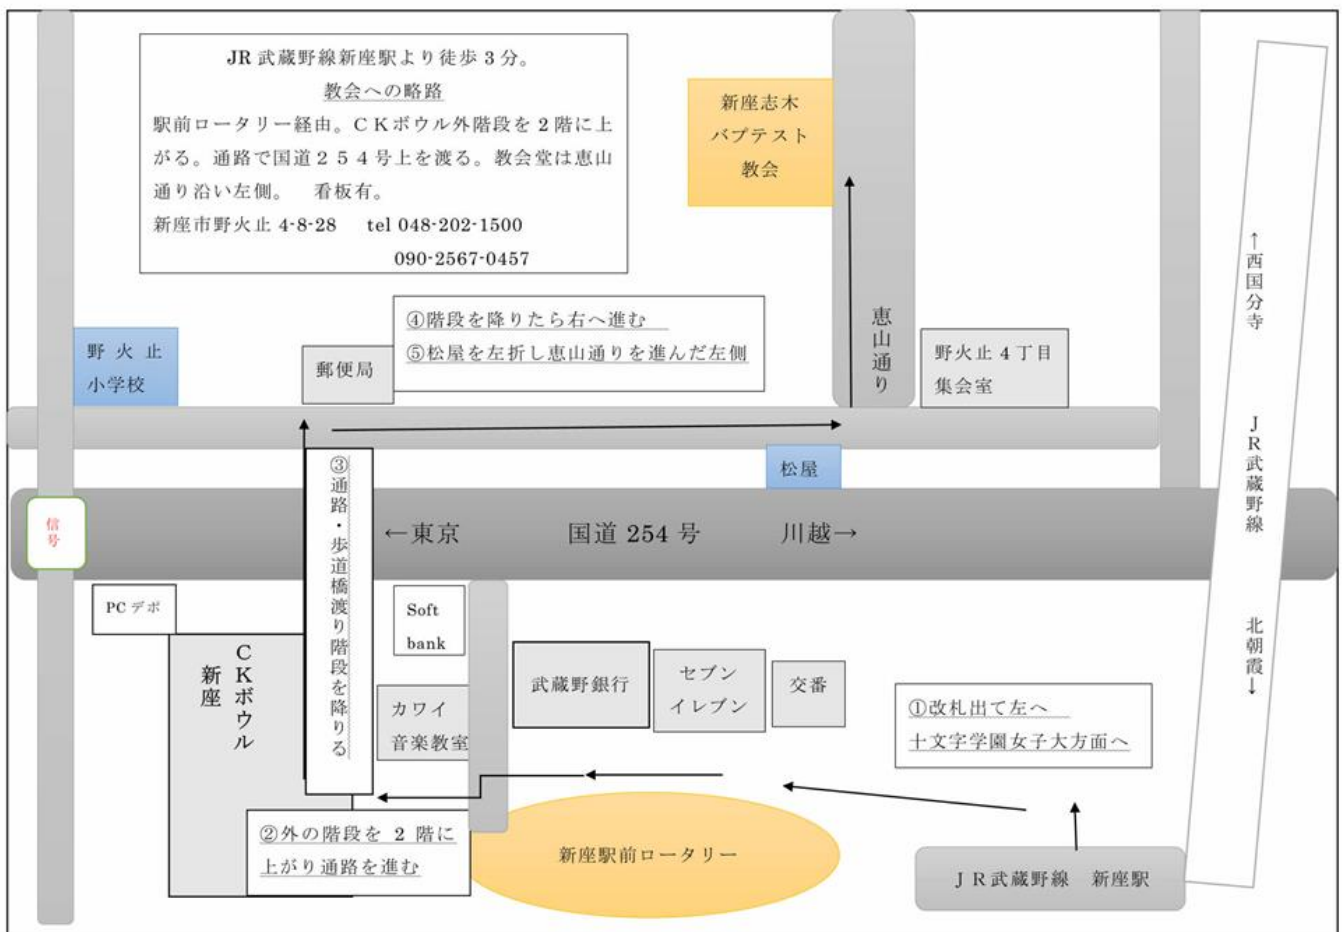 JR 武蔵野線新座駅より徒歩 3 分。
教会への略路
駅前ロータリー経由。ＣＫボウル外階段を 2 階に上
がる。通路で国道２５４号上を渡る。教会堂は恵山
通り沿い左側。　看板有。
新座市野火止 4-8-28　tel 048-202-1500
090-2567-0457
新座志木
バプテスト
教会
恵山通り
←西国分寺
ＪＲ武蔵野線
北朝霞→
野火止
小学校
郵便局
④階段を降りたら右へ進む
⑤松屋を左折し恵山通りを進んだ左側
野火止 4 丁目
集会室
松屋
信号
③通路・歩道橋渡り階段を降りる
←東京
国道 254 号
川越→
PC デポ
Soft
bank
ＣＫボウル
新座
カワイ
音楽教室
武蔵野銀行
セブン
イレブン
交番
①改札出て左へ
十文字学園女子大方面へ
②外の階段を 2 階に
上がり通路を進む
新座駅前ロータリー
ＪＲ武蔵野線　新座駅